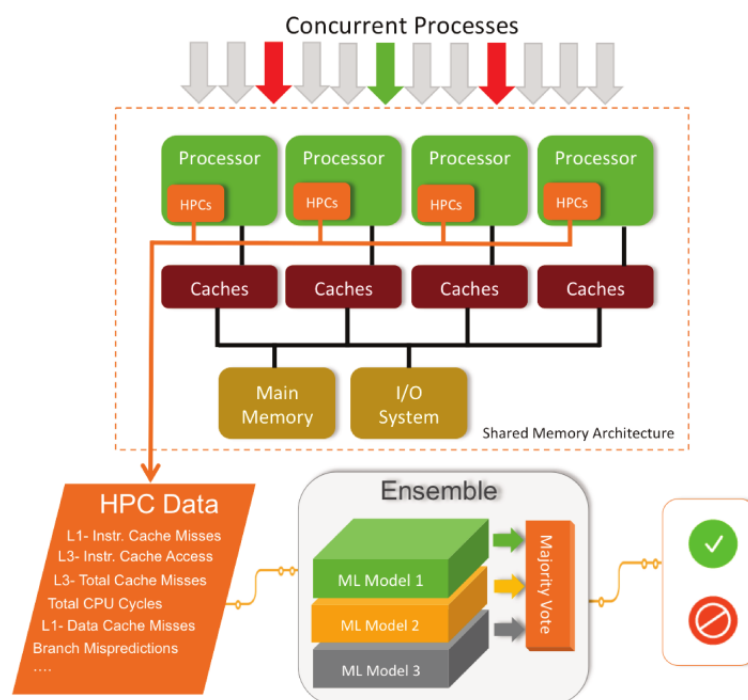 Concurrent Processes
Processor Processor Processor Processor
HPCs HPCs HPCs HPCs
Caches Caches Caches Caches
Main
Memory
I/O
System
Shared Memory Architecture
HPC Data
L1- Instr. Cache Misses
L3- Instr. Cache Access
L3- Total Cache Misses
Total CPU Cycles
L1- Data Cache Misses
Branch Mispredictions
....
Ensemble
ML Model 1
ML Model 2
ML Model 3
Majority Vote